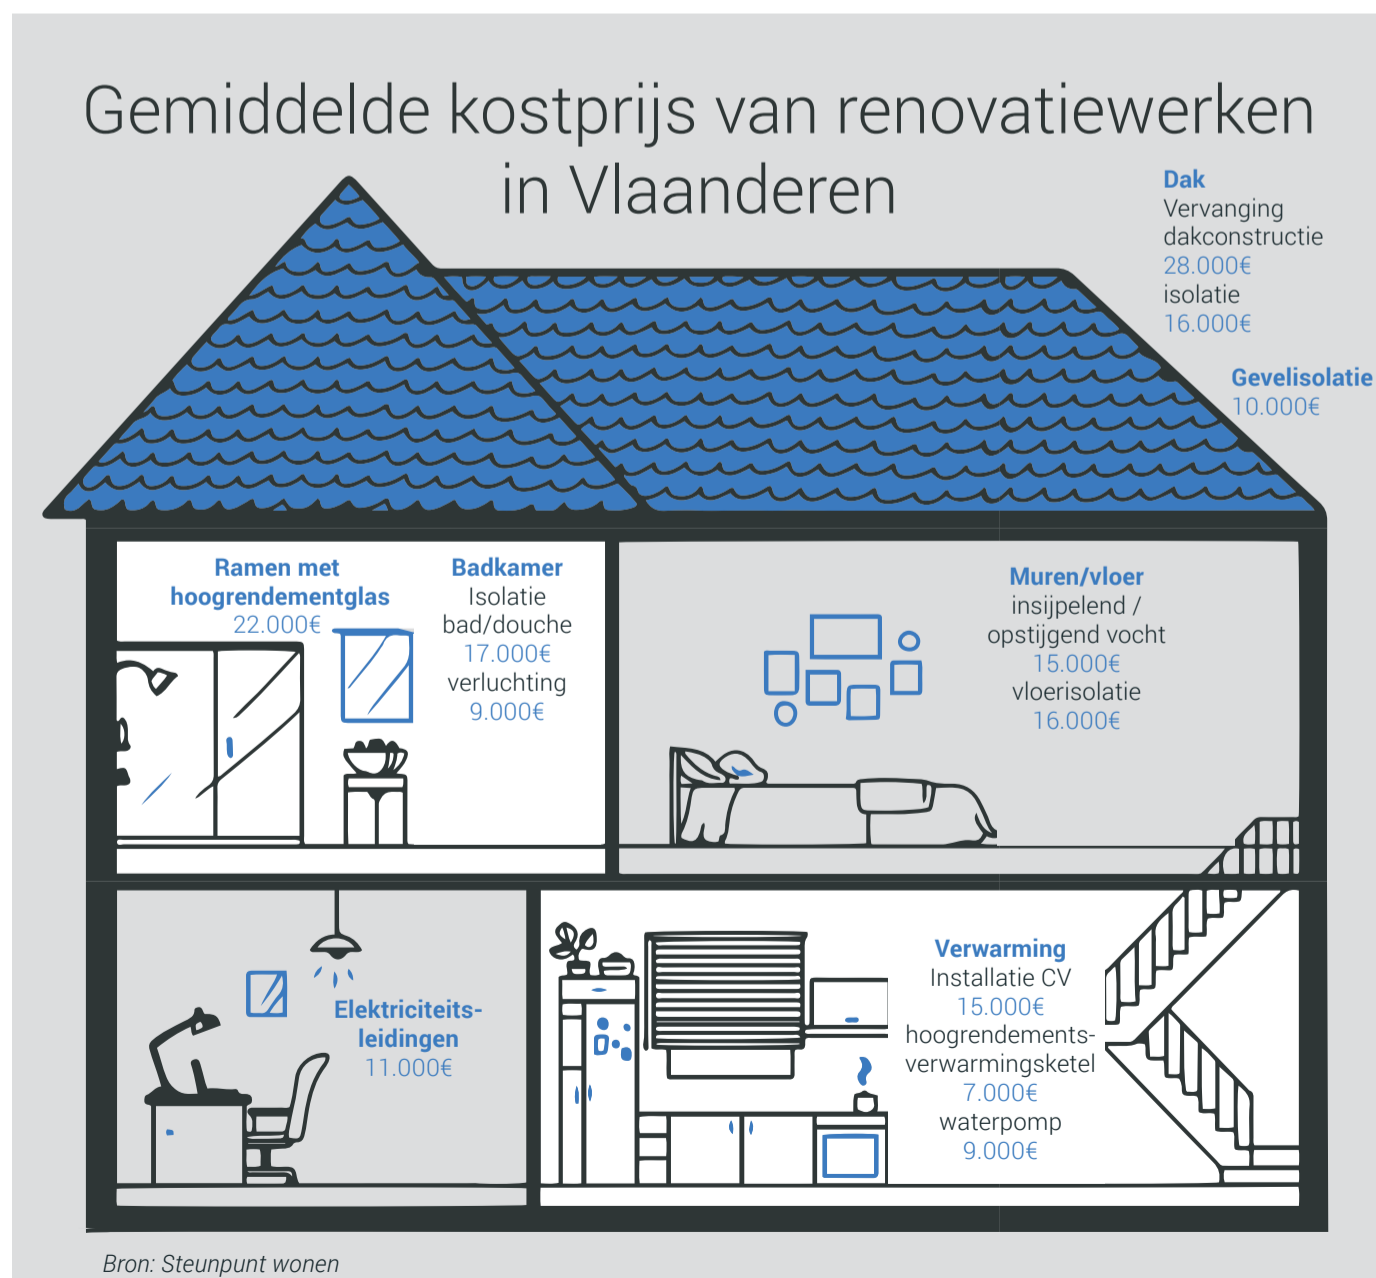 Gemiddelde kostprijs van renovatiewerken
in Vlaanderen
Dak
Vervanging
dakconstructie
28.000€
isolatie
16.000€
Gevelisolatie
10.000€
Ramen met
hoogrendementglas
22.000€
Badkamer
Isolatie
bad/douche
17.000€
verluchting
9.000€
Muren/vloer
insijpelend /
opstijgend vocht
15.000€
vloerisolatie
16.000€
Elektriciteits-
leidingen
11.000€
Verwarming
Installatie CV
15.000€
hoogrendements-
verwarmingsketel
7.000€
waterpomp
9.000€
Bron: Steunpunt wonen